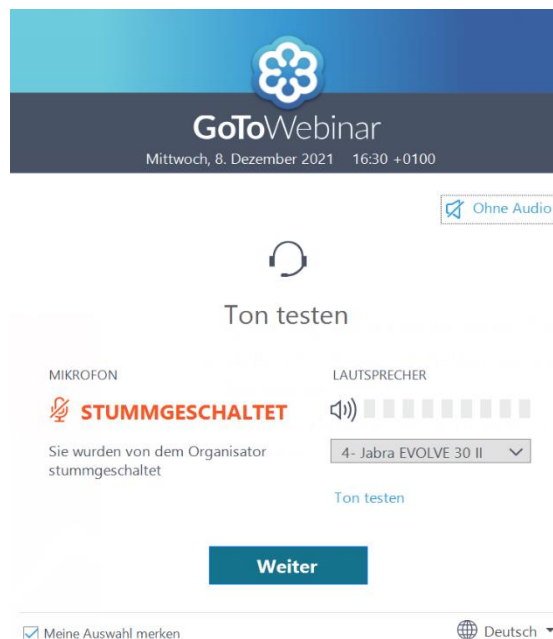 GoToWebinar
Mittwoch, 8. Dezember 2021 16:30 +0100
Ohne Audio
Ton testen
MIKROFON
STUMMGESCHALTET
Sie wurden von dem Organisator
stummgeschaltet
LAUTSPRECHER
4- Jabra EVOLVE 30 II
Ton testen
Weiter
Meine Auswahl merken
Deutsch